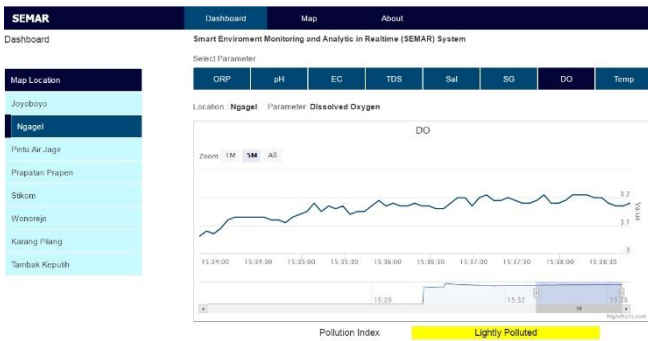 SEMAR
Dashboard Map About
Dashboard
Smart Enviroment Monitoring and Analytic in Realtime (SEMAR) System
Select Parameter
ORP pH EC TDS Sal SG DO Temp
Map Location
Joyoboyo
Ngagel
Pintu Air Jagir
Prapatan Prapen
Stikom
Wonorejo
Karang Pilang
Tambak Keputih
Location : Ngagel Parameter: Dissolved Oxygen
DO
Zoom 1M 5M All
3.2
3.1
3
Value
15:34:00 15:34:30 15:35:00 15:35:30 15:36:00 15:36:30 15:37:00 15:37:30 15:38:00 15:38:30
15:26 15:32 15:38
Highcharts.com
Pollution Index Lightly Polluted